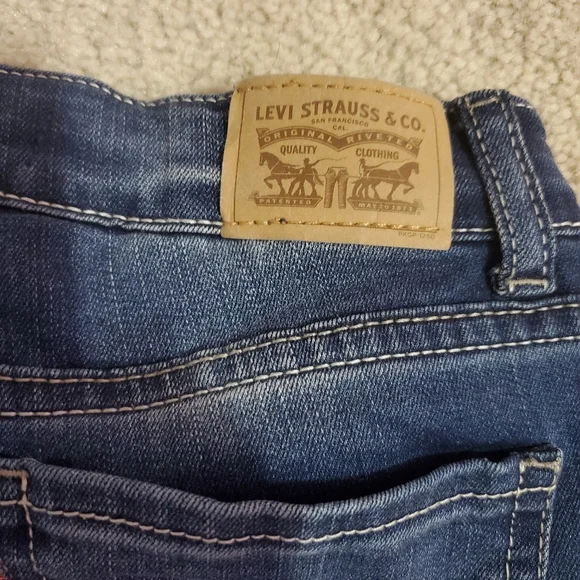 LEVI STRAUSS & CO.
SAN FRANCISCO
CAL.
ORIGINAL RIVETED
QUALITY CLOTHING
PATENTED MAY 20 1873